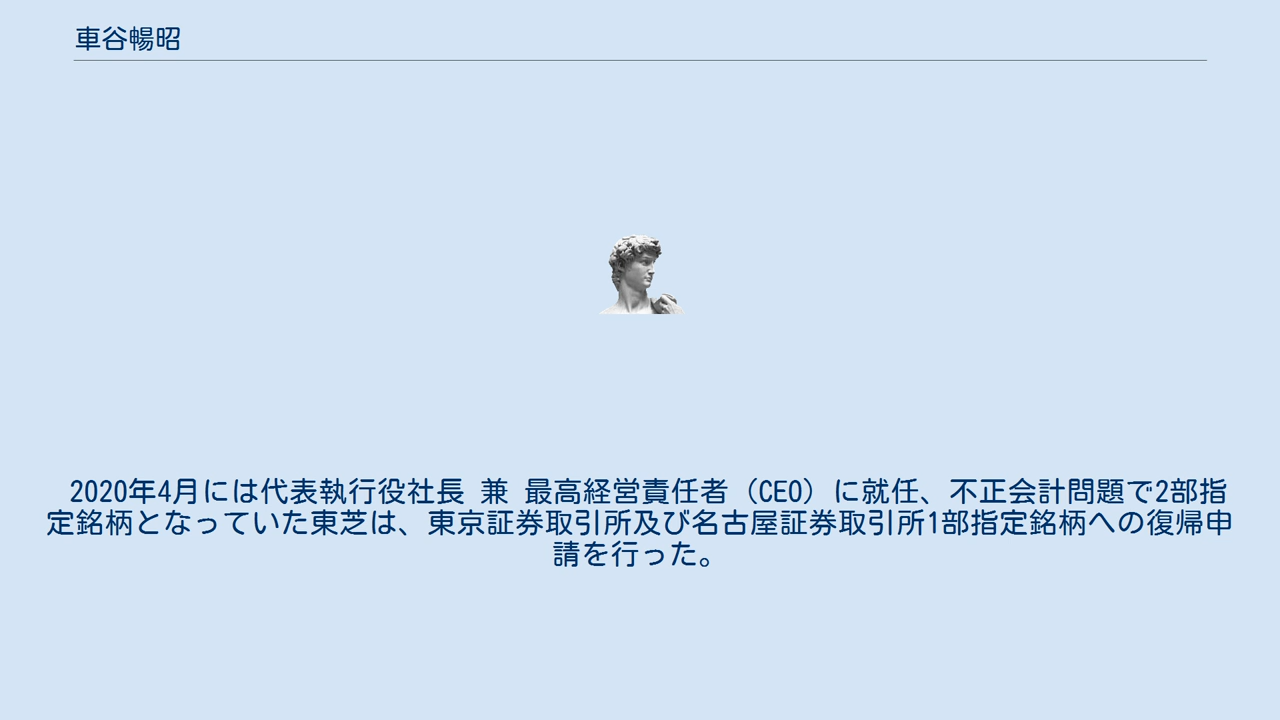 車谷暢昭
2020年4月には代表執行役社長 兼 最高経営責任者（CEO）に就任、不正会計問題で2部指
定銘柄となっていた東芝は、東京証券取引所及び名古屋証券取引所1部指定銘柄への復帰申
請を行った。